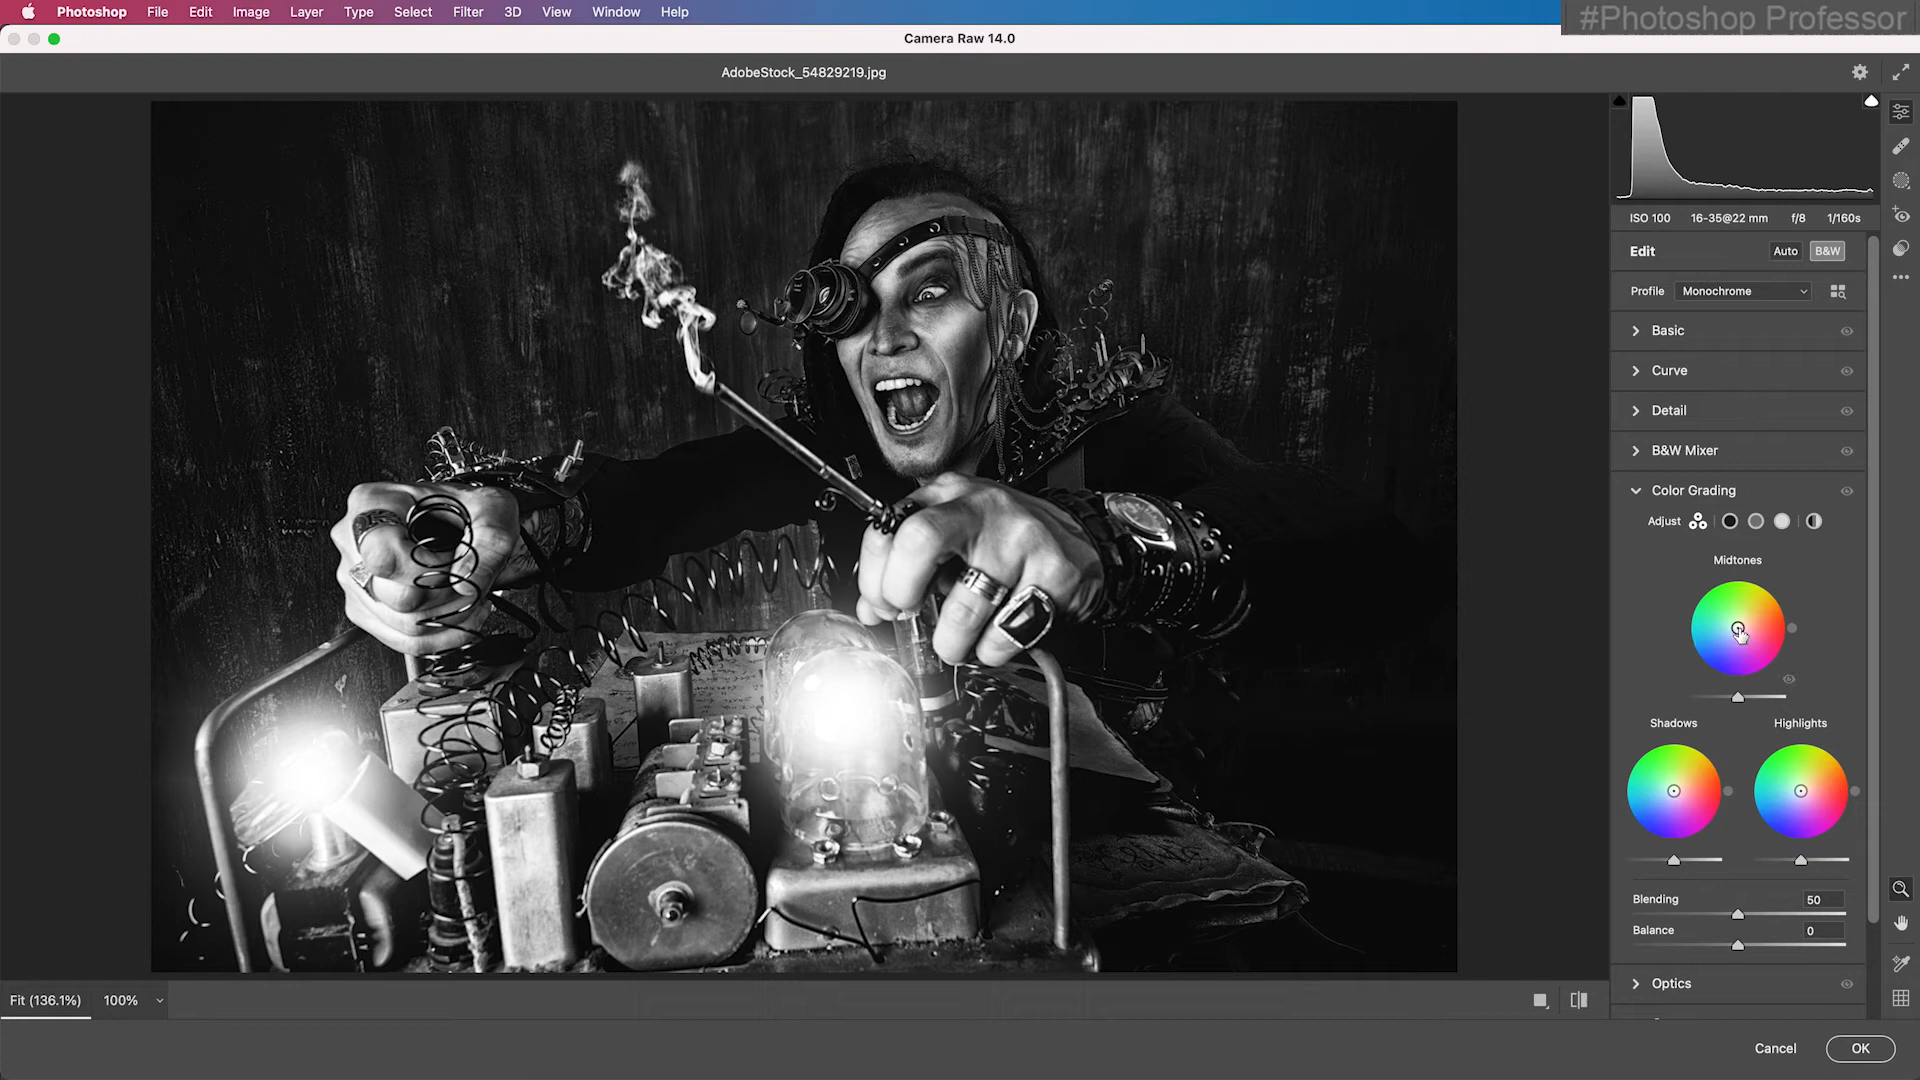 Photoshop File Edit Image Layer Type Select Filter 3D View Window Help
#Photoshop Professor
Camera Raw 14.0
AdobeStock_54829219.jpg
ISO 100 16-35@22 mm f/8 1/160s
Edit Auto B&W
Profile Monochrome
Basic
Curve
Detail
B&W Mixer
Color Grading
Adjust
Midtones
Shadows Highlights
Blending 50
Balance 0
Optics
Fit (136.1%) 100%
Cancel OK